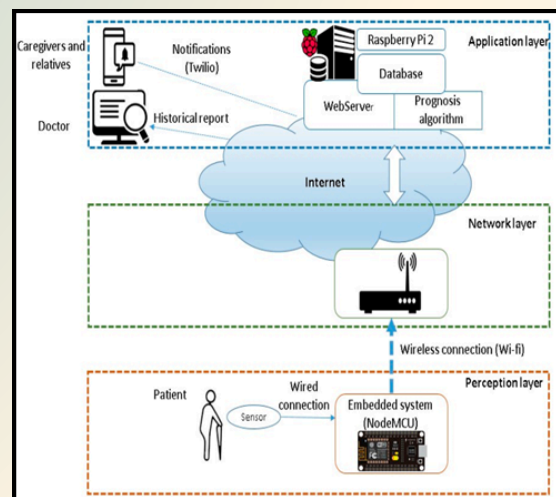 Caregivers and
relatives
Notifications
(Twilio)
Raspberry Pi 2
Application layer
Database
WebServer
Prognosis
algorithm
Doctor
Historical report
Internet
Network layer
Wireless connection (Wi-fi)
Perception layer
Patient
Wired
connection
Sensor
Embedded system
(NodeMCU)